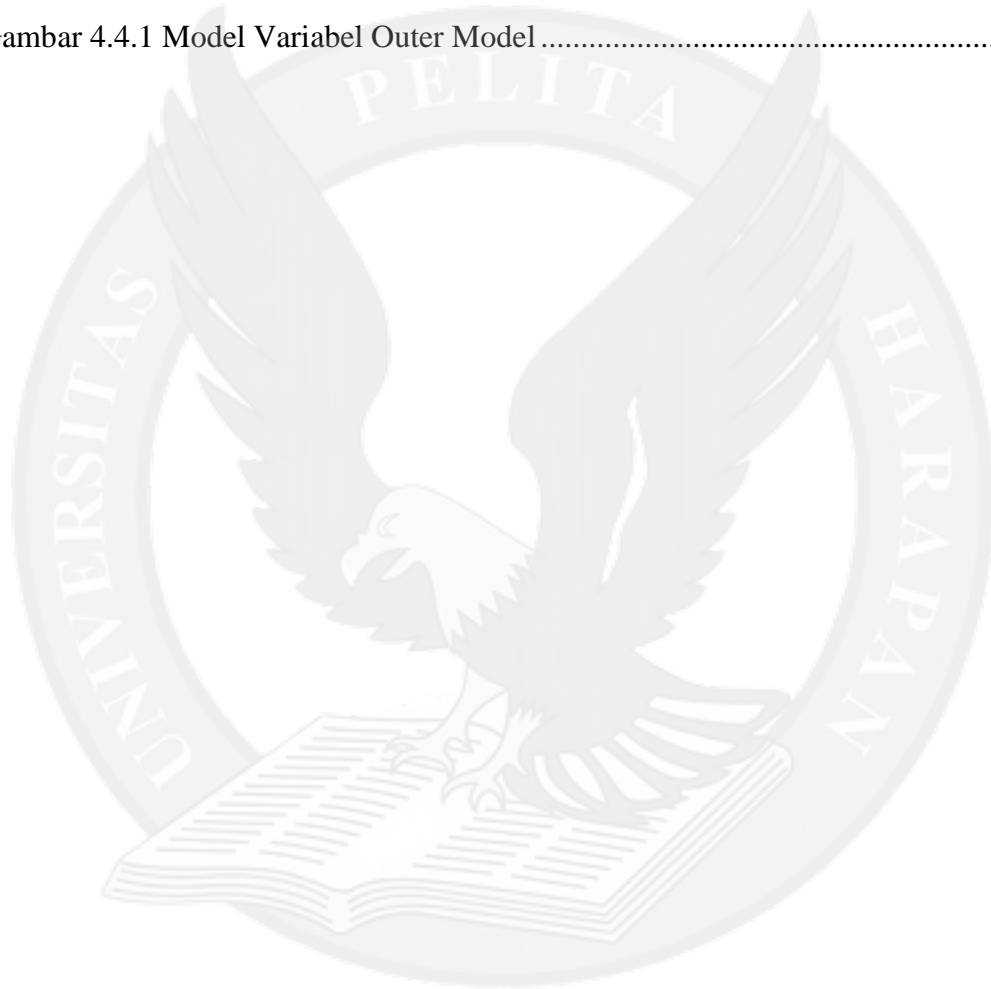 ambar 4.4.1 Model Variabel Outer Model ........................................................
UNIVERSITAS
PELITA
HARAPAN